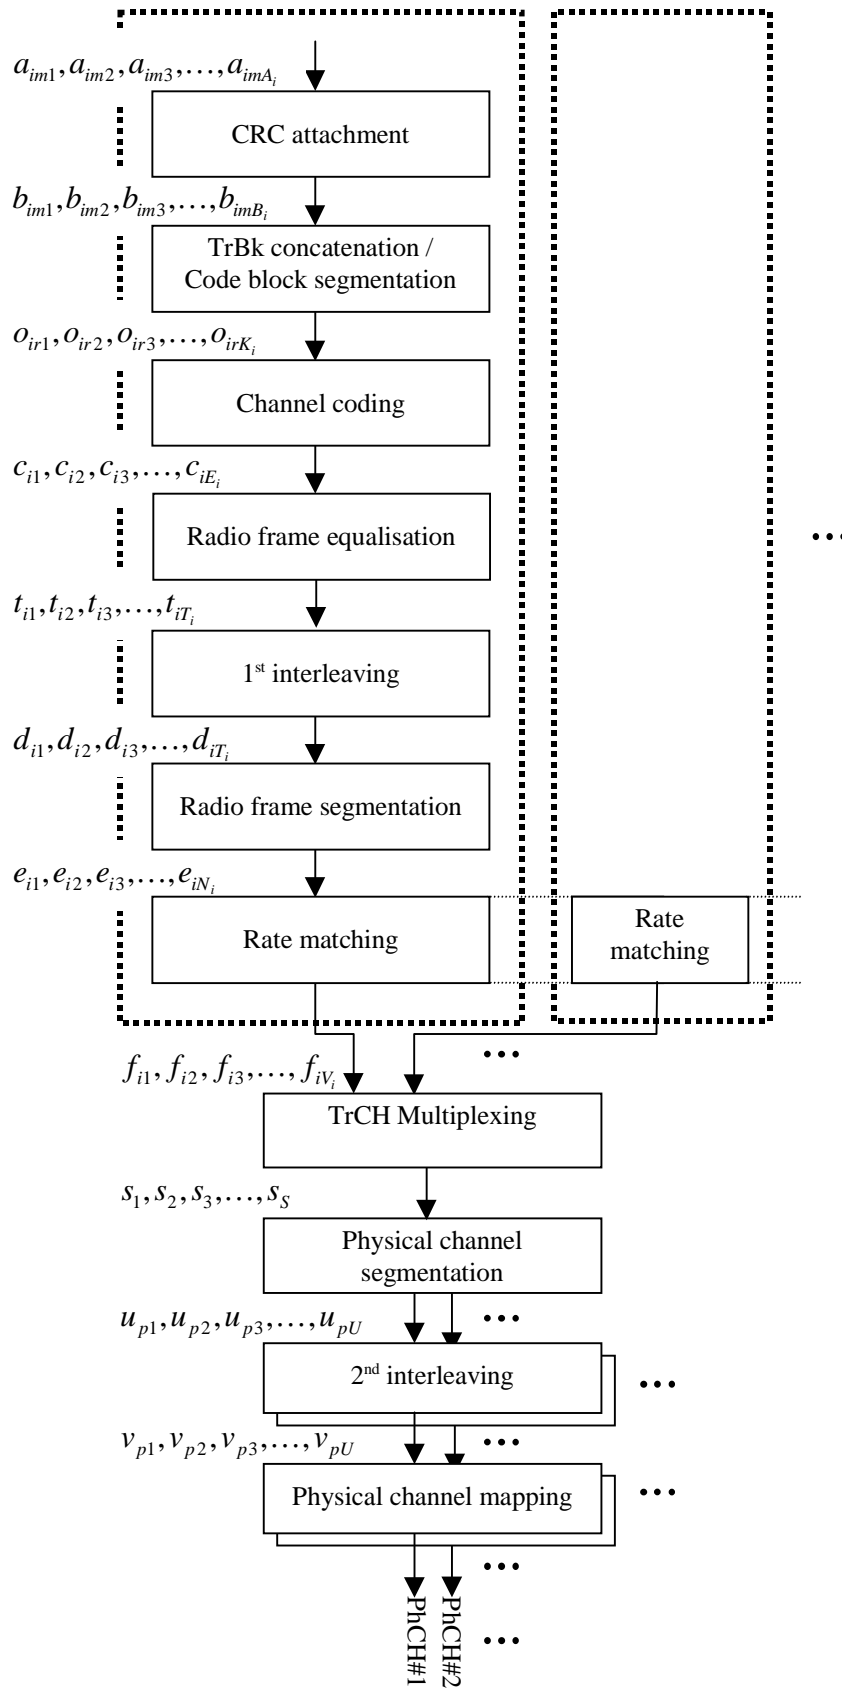 a_{im1}, a_{im2}, a_{im3}, …, a_{imA_i}
CRC attachment
b_{im1}, b_{im2}, b_{im3}, …, b_{imB_i}
TrBk concatenation /
Code block segmentation
o_{ir1}, o_{ir2}, o_{ir3}, …, o_{irK_i}
Channel coding
c_{i1}, c_{i2}, c_{i3}, …, c_{iE_i}
Radio frame equalisation
…
t_{i1}, t_{i2}, t_{i3}, …, t_{iT_i}
1st interleaving
d_{i1}, d_{i2}, d_{i3}, …, d_{iT_i}
Radio frame segmentation
e_{i1}, e_{i2}, e_{i3}, …, e_{iN_i}
Rate matching
Rate
matching
…
f_{i1}, f_{i2}, f_{i3}, …, f_{iV_i}
TrCH Multiplexing
s_1, s_2, s_3, …, s_S
Physical channel
segmentation
…
u_{p1}, u_{p2}, u_{p3}, …, u_{pU}
2nd interleaving
…
v_{p1}, v_{p2}, v_{p3}, …, v_{pU}
…
Physical channel mapping
…
…
PhCH#1
PhCH#2
…